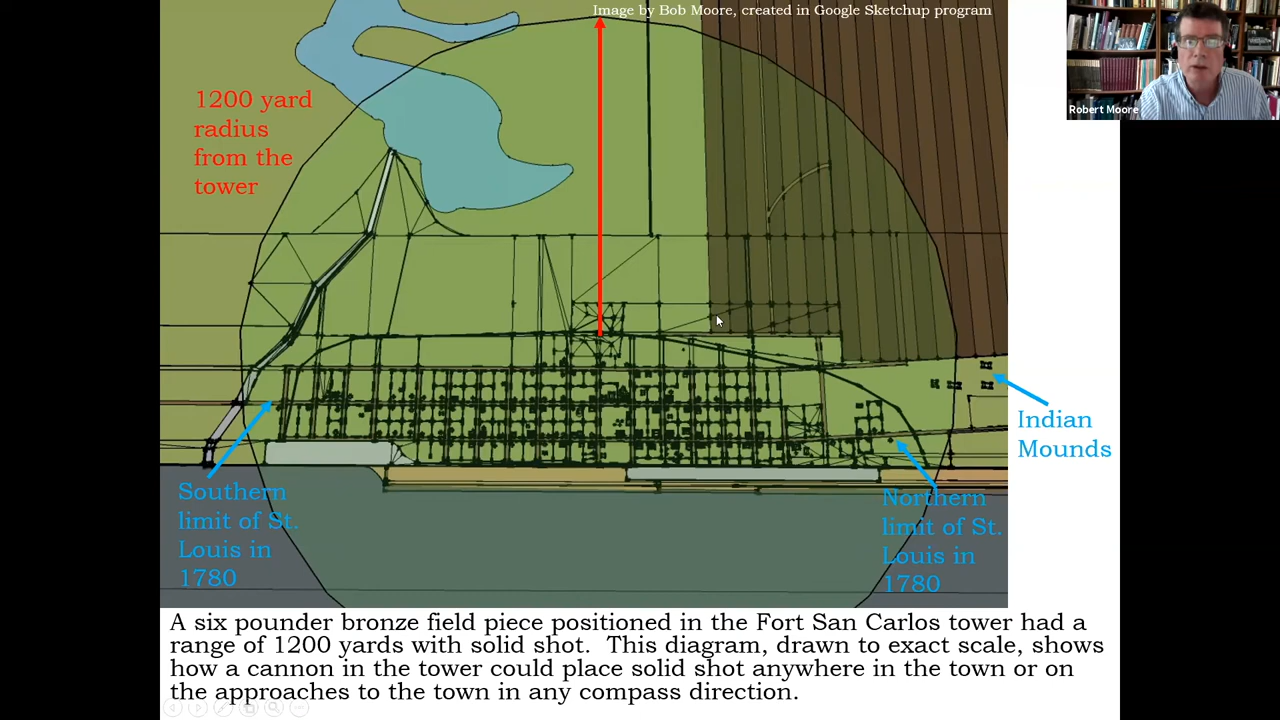 Image by Bob Moore, created in Google Sketchup program
1200 yard
radius
from the
tower
Robert Moore
Indian
Mounds
Southern
limit of St.
Louis in
1780
Northern
limit of St.
Louis in
1780
A six pounder bronze field piece positioned in the Fort San Carlos tower had a
range of 1200 yards with solid shot.  This diagram, drawn to exact scale, shows
how a cannon in the tower could place solid shot anywhere in the town or on
the approaches to the town in any compass direction.